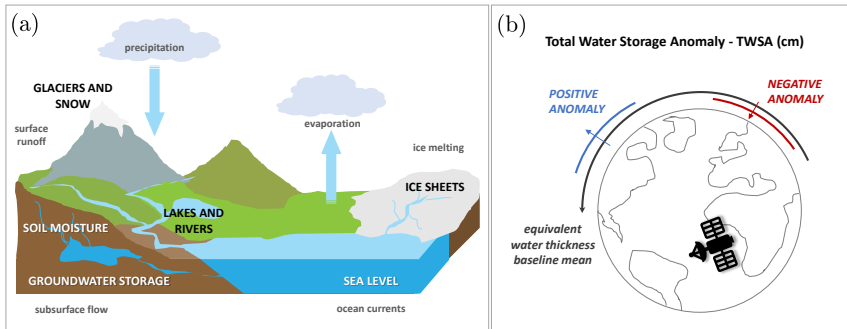 (a)
precipitation
GLACIERS AND
SNOW
surface
runoff
evaporation
ice melting
ICE SHEETS
LAKES AND
RIVERS
SOIL MOISTURE
GROUNDWATER STORAGE
SEA LEVEL
subsurface flow
ocean currents
(b)
Total Water Storage Anomaly - TWSA (cm)
POSITIVE
ANOMALY
NEGATIVE
ANOMALY
equivalent
water thickness
baseline mean